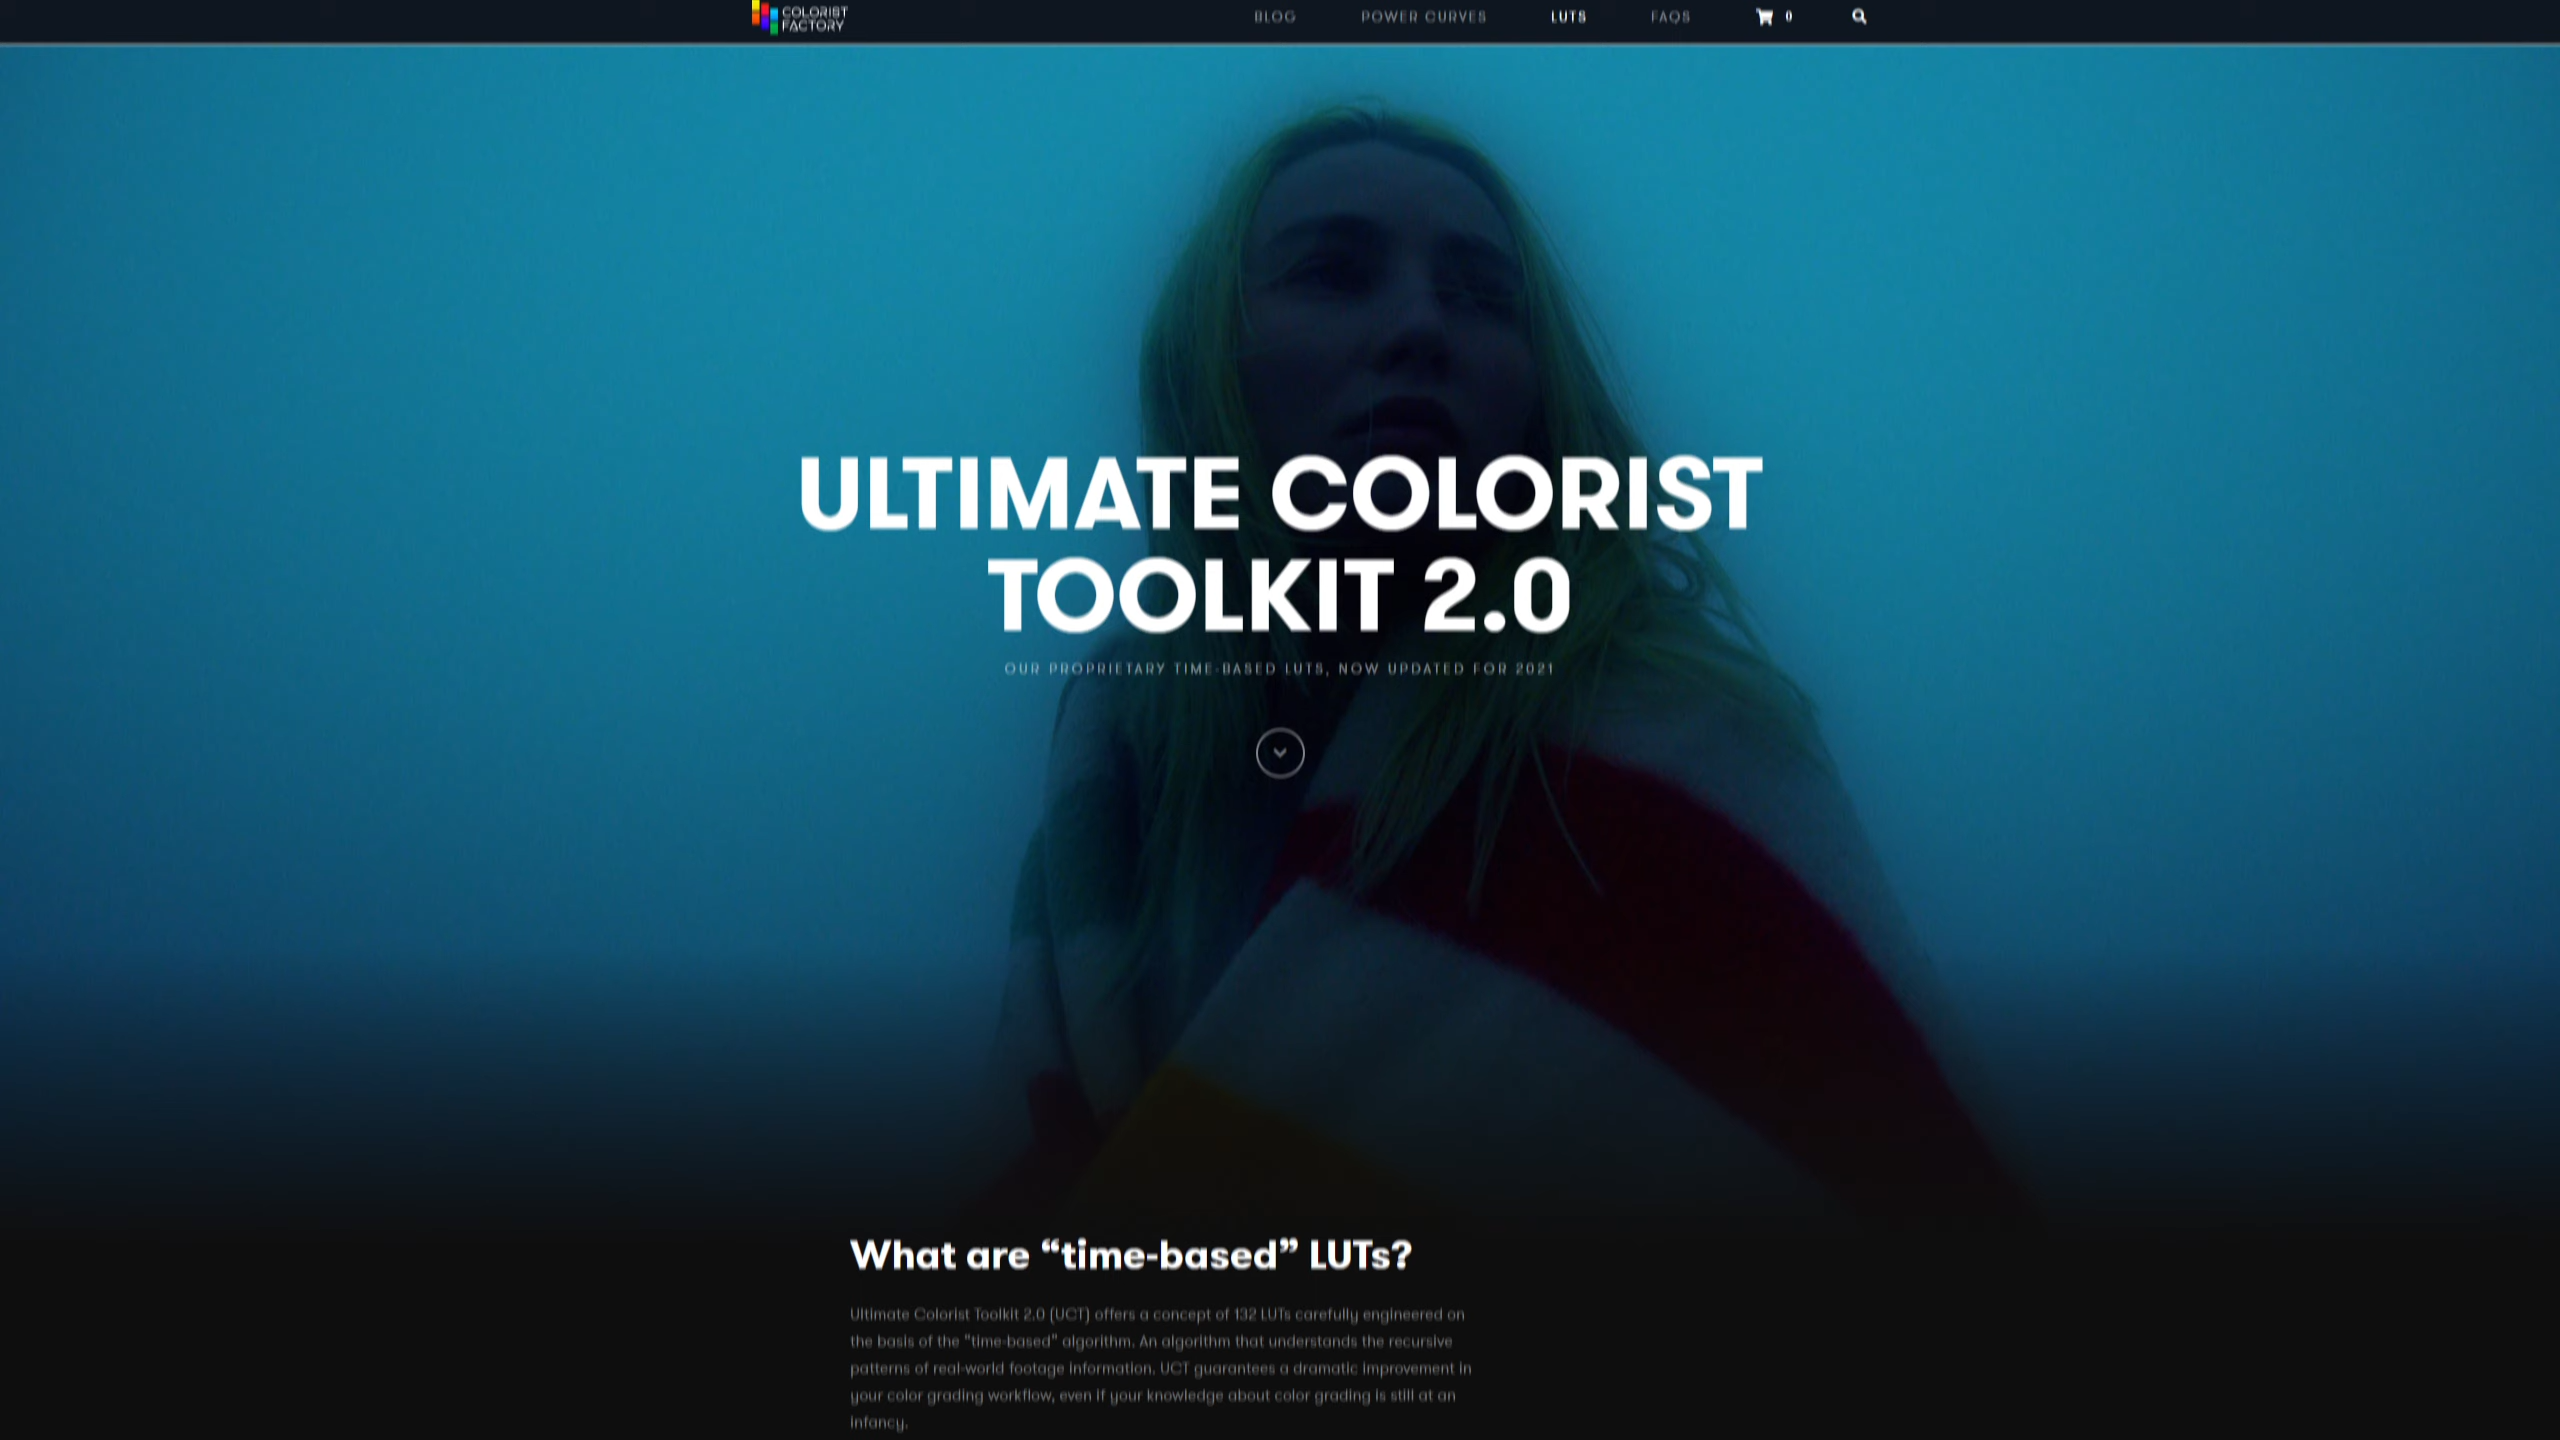 COLORIST
FACTORY
BLOG POWER CURVES LUTS FAQS 0
ULTIMATE COLORIST
TOOLKIT 2.0
OUR PROPRIETARY TIME-BASED LUTS, NOW UPDATED FOR 2021
What are “time-based” LUTs?
Ultimate Colorist Toolkit 2.0 (UCT) offers a concept of 132 LUTs carefully engineered on
the basis of the "time-based" algorithm. An algorithm that understands the recursive
patterns of real-world footage information. UCT guarantees a dramatic improvement in
your color grading workflow, even if your knowledge about color grading is still at an
infancy.